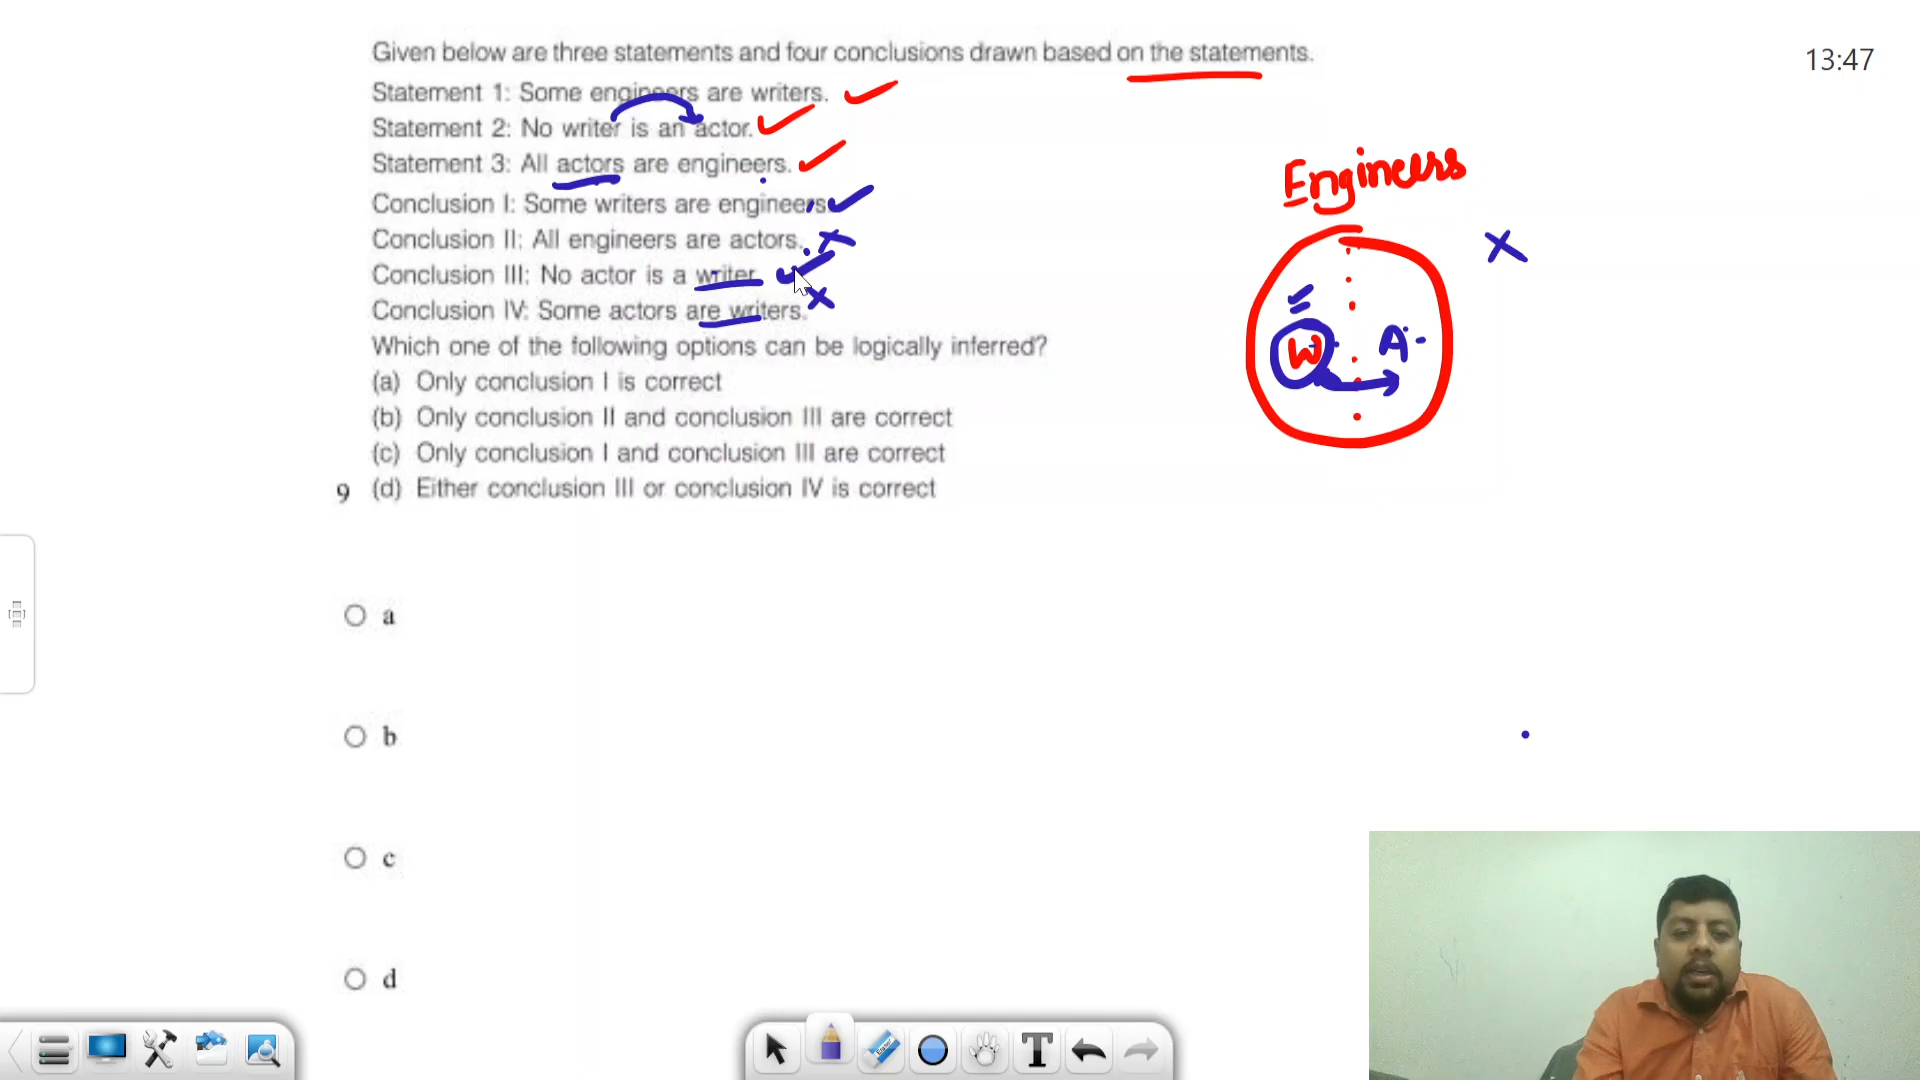 13:47
Given below are three statements and four conclusions drawn based on the statements.
Statement 1: Some engineers are writers.
Statement 2: No writer is an actor.
Statement 3: All actors are engineers.
Conclusion I: Some writers are engineers
Conclusion II: All engineers are actors.
Conclusion III: No actor is a writer
Conclusion IV: Some actors are writers.
Which one of the following options can be logically inferred?
(a) Only conclusion I is correct
(b) Only conclusion II and conclusion III are correct
(c) Only conclusion I and conclusion III are correct
9 (d) Either conclusion III or conclusion IV is correct
Engineers
W
A
a
b
c
d
T